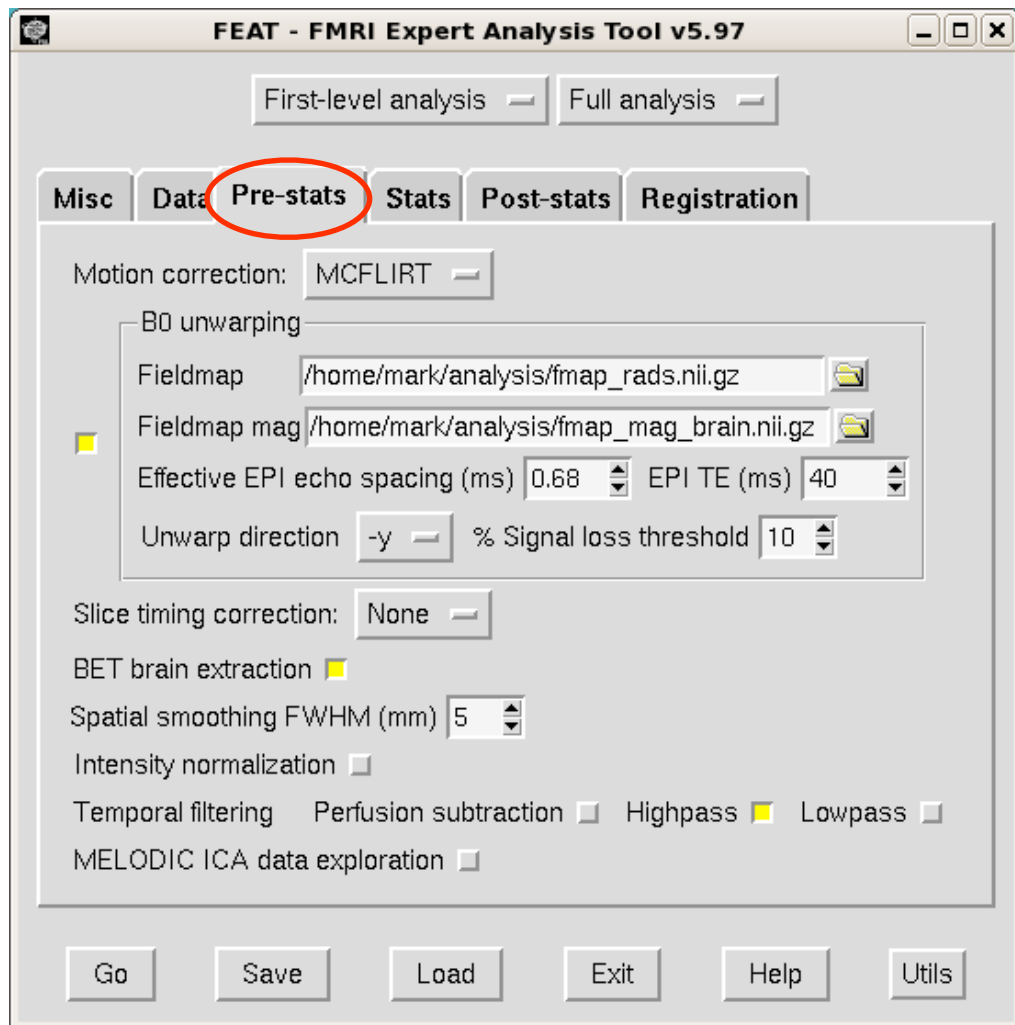 FEAT - FMRI Expert Analysis Tool v5.97
First-level analysis Full analysis
Misc Data Pre-stats Stats Post-stats Registration
Motion correction: MCFLIRT
B0 unwarping
Fieldmap /home/mark/analysis/fmap_rads.nii.gz
Fieldmap mag /home/mark/analysis/fmap_mag_brain.nii.gz
Effective EPI echo spacing (ms) 0.68 EPI TE (ms) 40
Unwarp direction -y % Signal loss threshold 10
Slice timing correction: None
BET brain extraction
Spatial smoothing FWHM (mm) 5
Intensity normalization
Temporal filtering Perfusion subtraction Highpass Lowpass
MELODIC ICA data exploration
Go Save Load Exit Help Utils